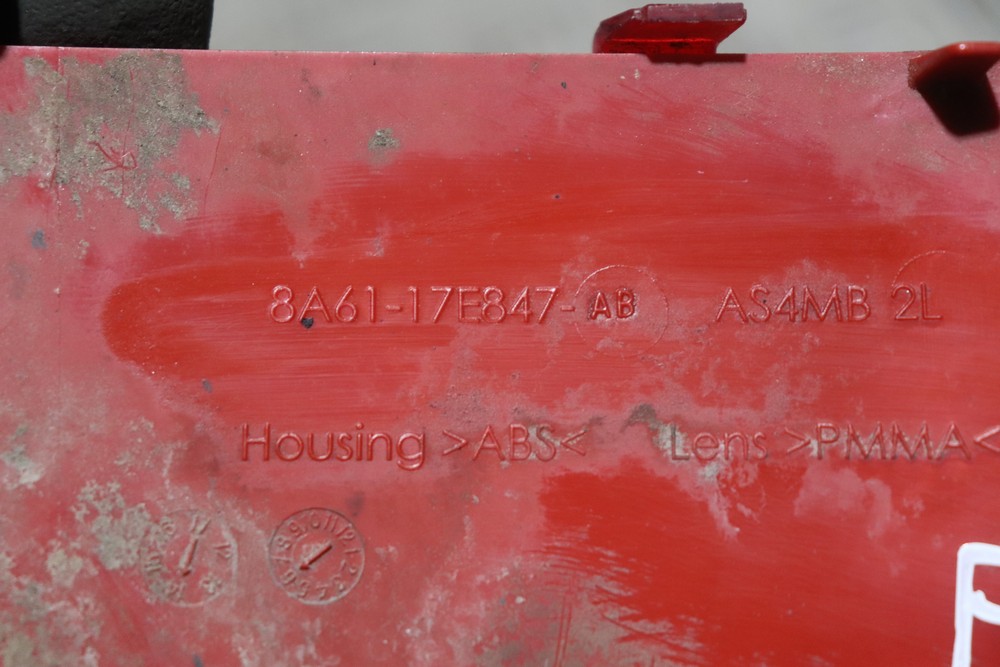 8A61-17E847-AB AS4MB 2L
Housing >ABS< Lens >PMMA<